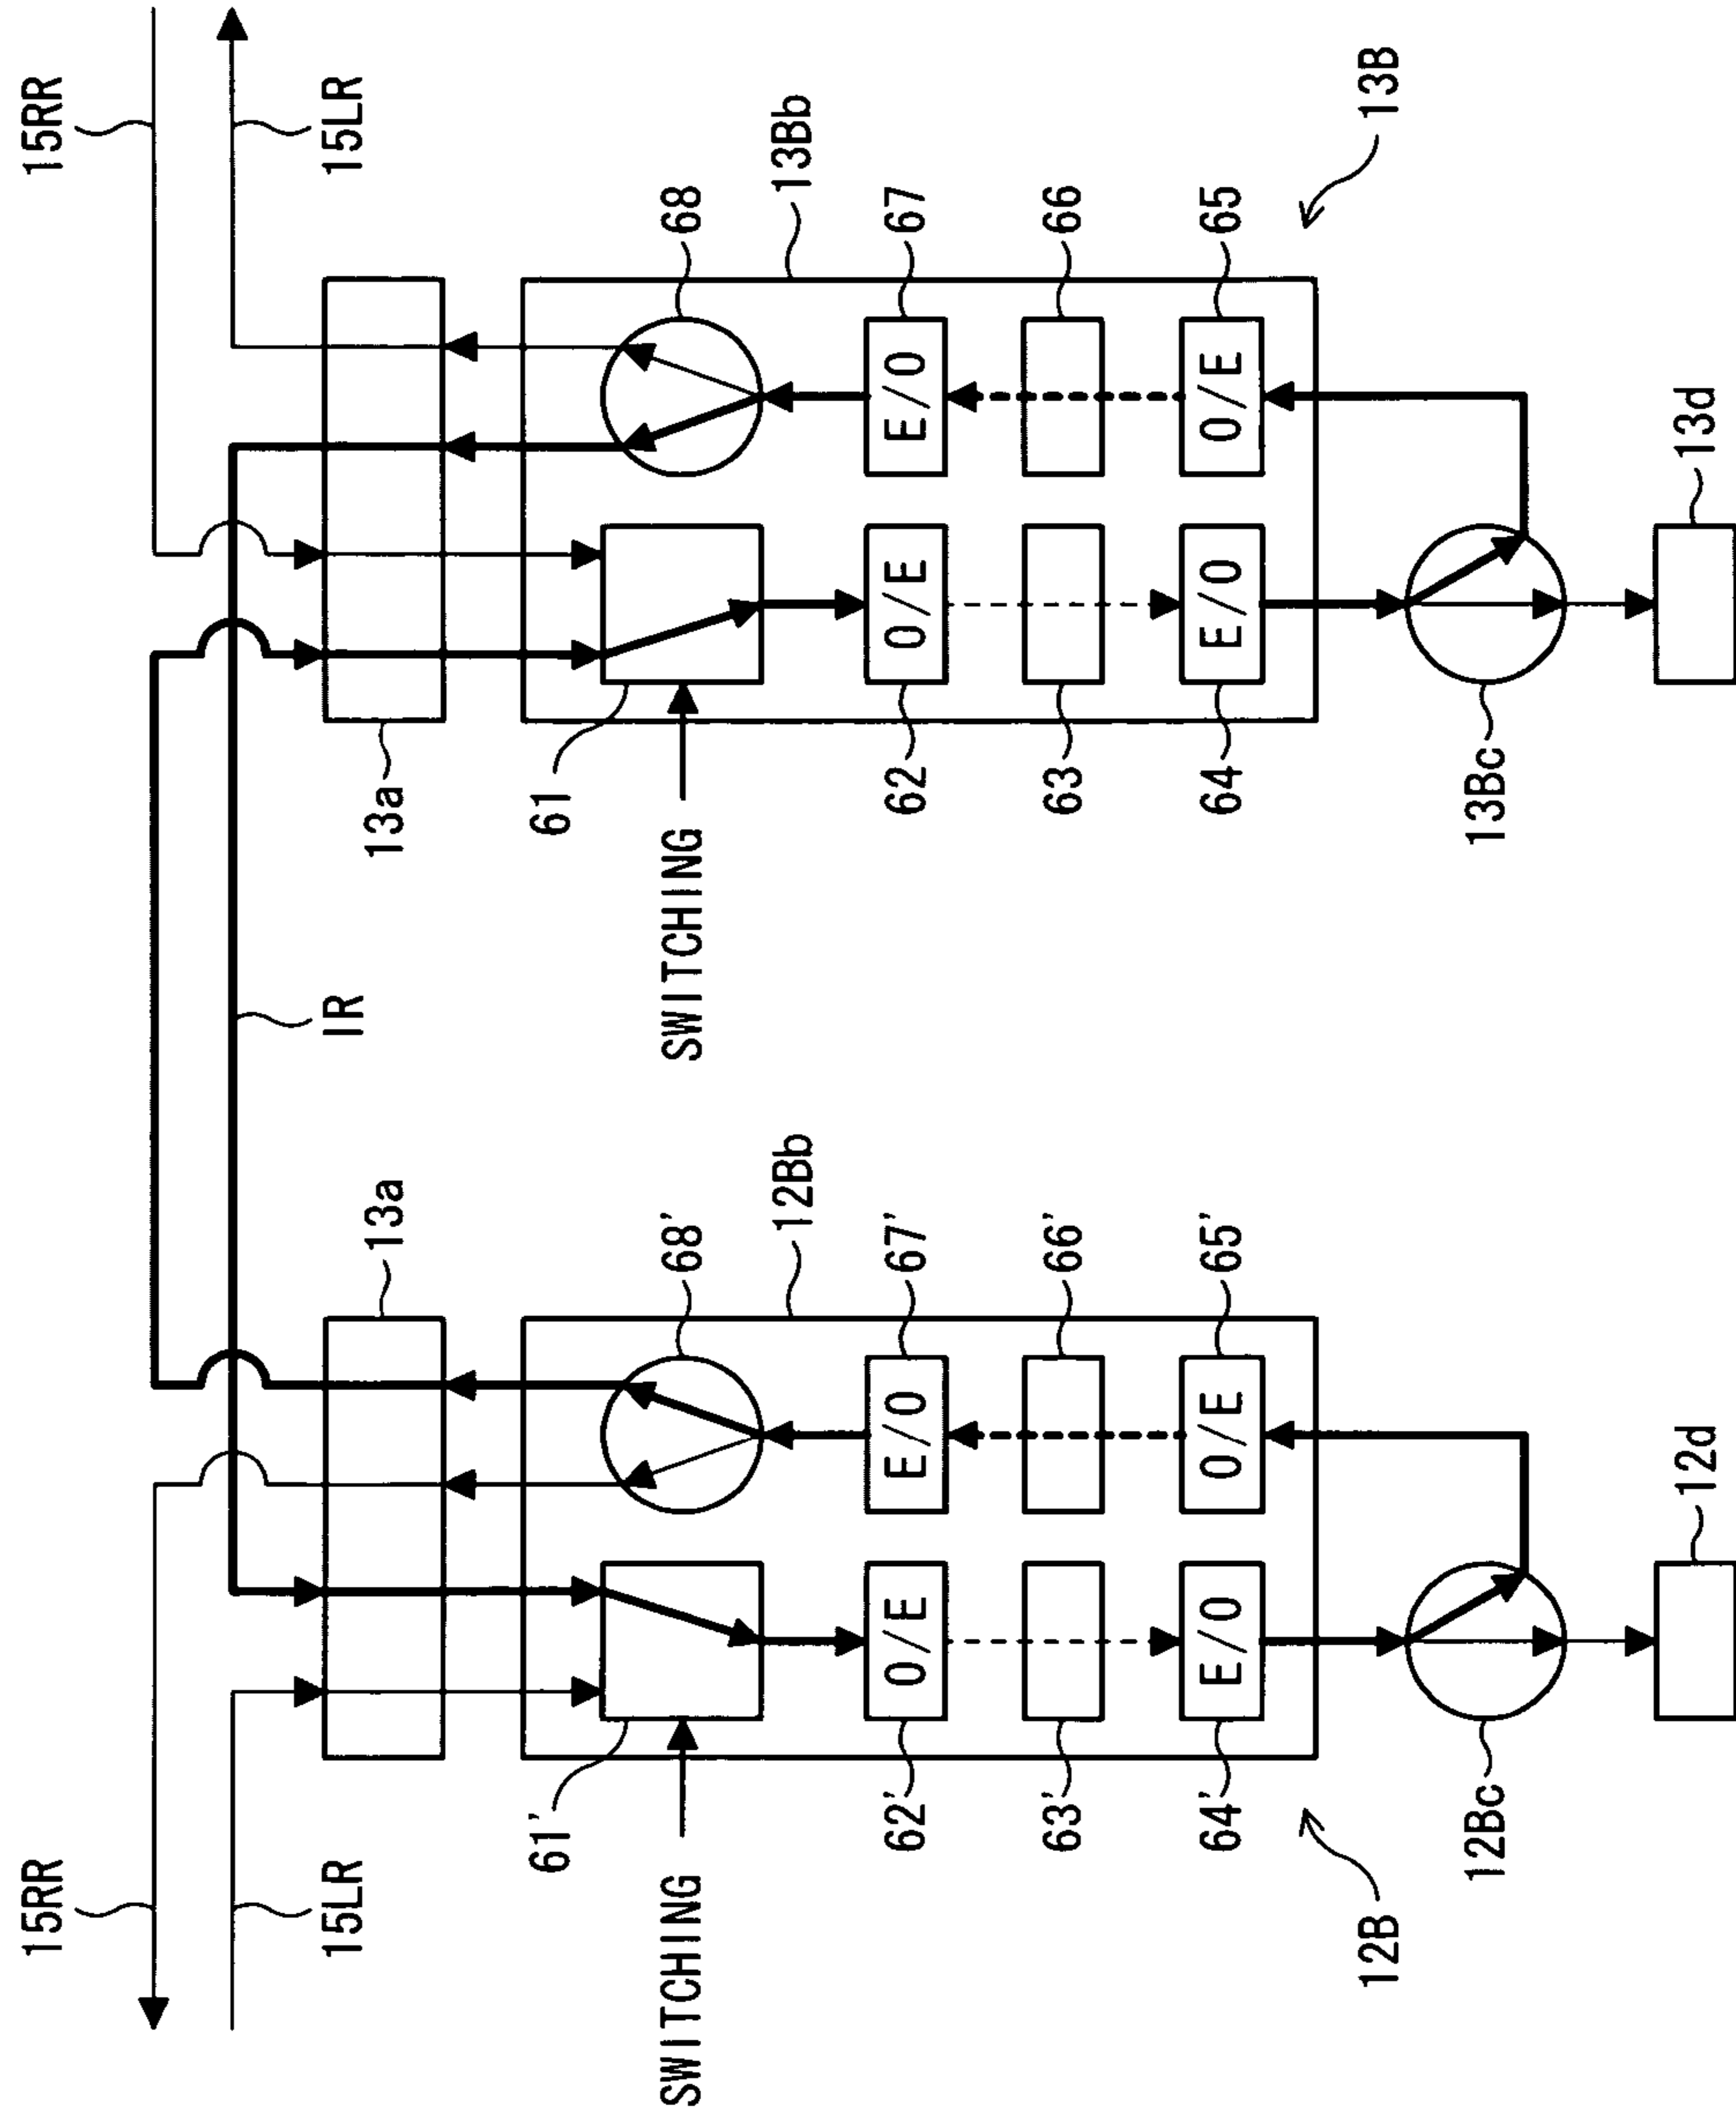 15RR
15LR
15RR
15LR
IR
13a
13a
12Bb
13Bb
61'
68'
61
68
SWITCHING
SWITCHING
62'
O/E
E/O
67'
62
O/E
E/O
67
63'
66'
63
66
64'
E/O
O/E
65'
64
E/O
O/E
65
12B
13B
12Bc
13Bc
12d
13d